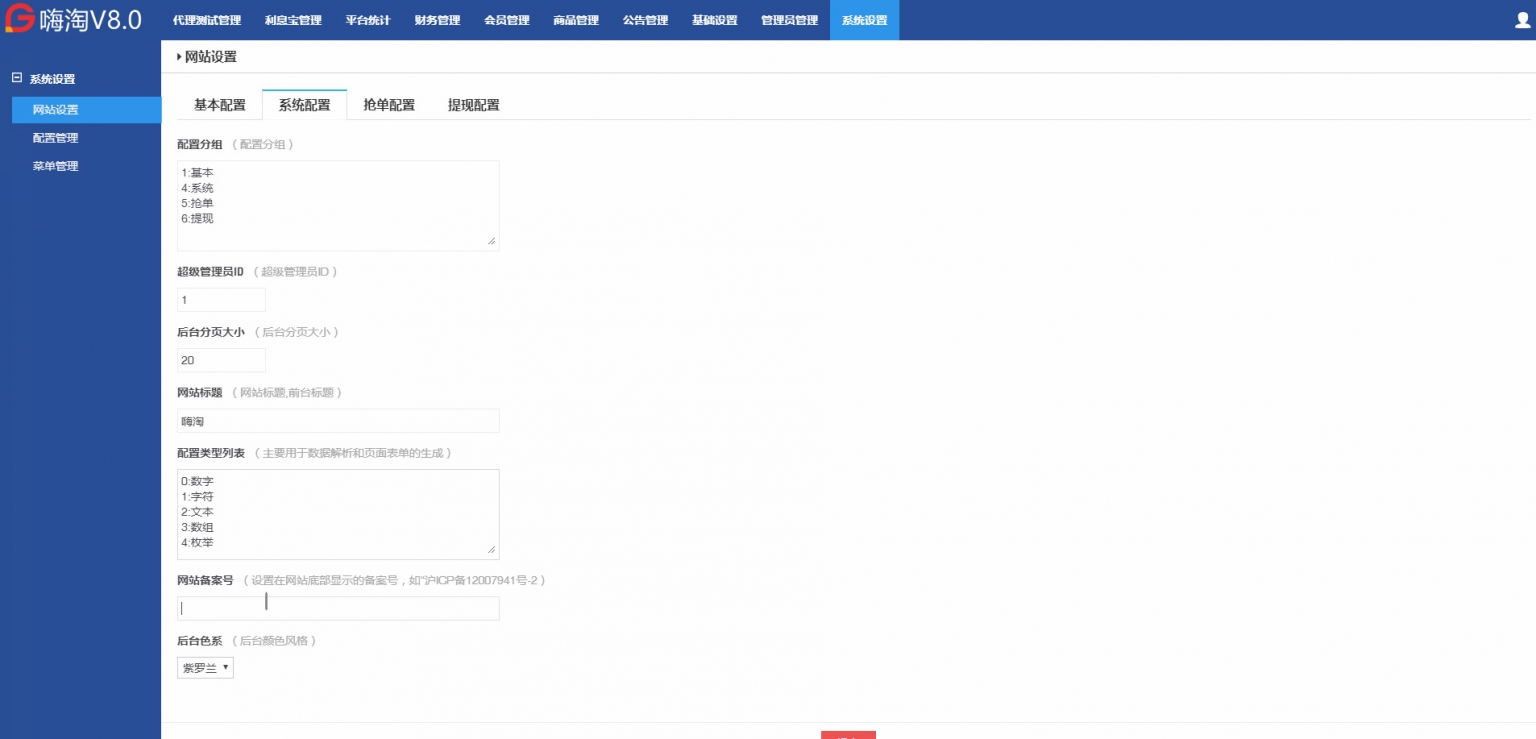 嗨淘V8.0
代理测试管理 利息宝管理 平台统计 财务管理 会员管理 商品管理 公告管理 基础设置 管理员管理 系统设置
网站设置
系统设置
网站设置
配置管理
菜单管理
基本配置 系统配置 抢单配置 提现配置
配置分组 （配置分组）
1:基本
4:系统
5:抢单
6:提现
超级管理员ID （超级管理员ID）
1
后台分页大小 （后台分页大小）
20
网站标题 （网站标题,前台标题）
嗨淘
配置类型列表 （主要用于数据解析和页面表单的生成）
0:数字
1:字符
2:文本
3:数组
4:枚举
网站备案号 （设置在网站底部显示的备案号，如“沪ICP备12007941号-2）
后台色系 （后台颜色风格）
紫罗兰